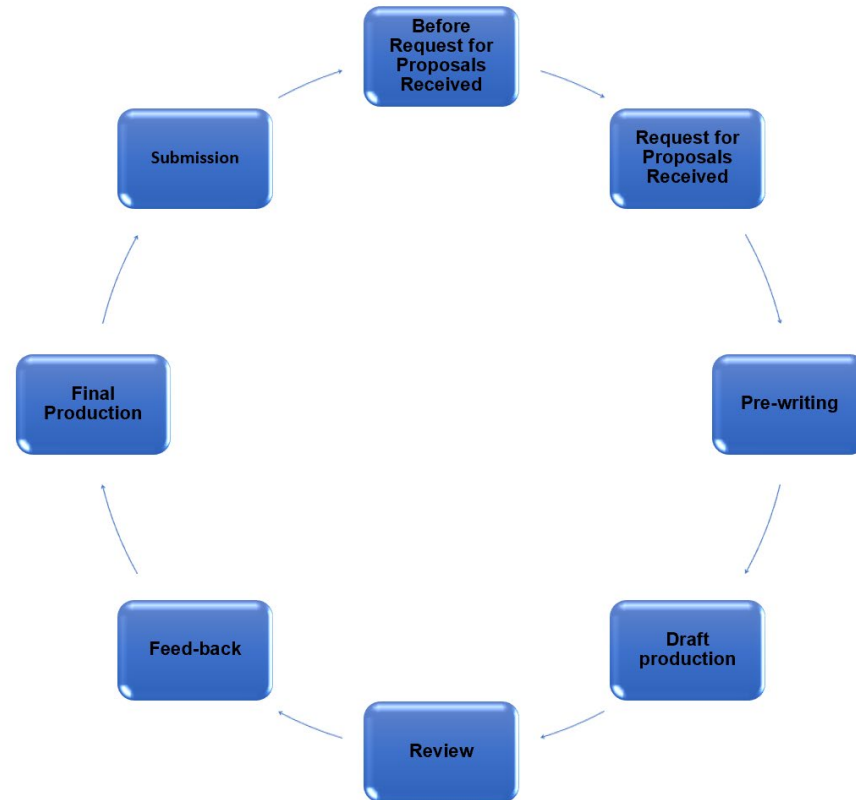 Before
Request for
Proposals
Received
Request for
Proposals
Received
Pre-writing
Draft
production
Review
Feed-back
Final
Production
Submission